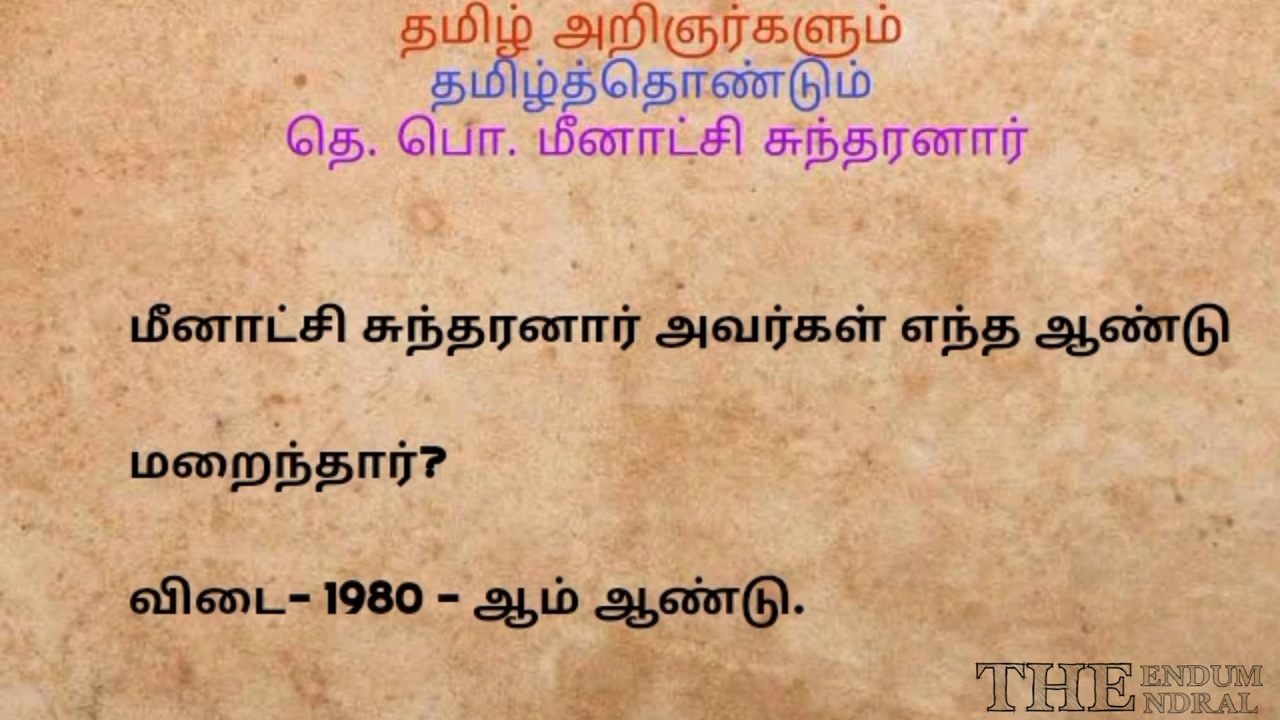 தமிழ் அறிஞர்களும்
தமிழ்த்தொண்டும்
தெ. பொ. மீனாட்சி சுந்தரனார்
மீனாட்சி சுந்தரனார் அவர்கள் எந்த ஆண்டு
மறைந்தார்?
விடை- 1980 - ஆம் ஆண்டு.
THE ENDUM
NDRAL